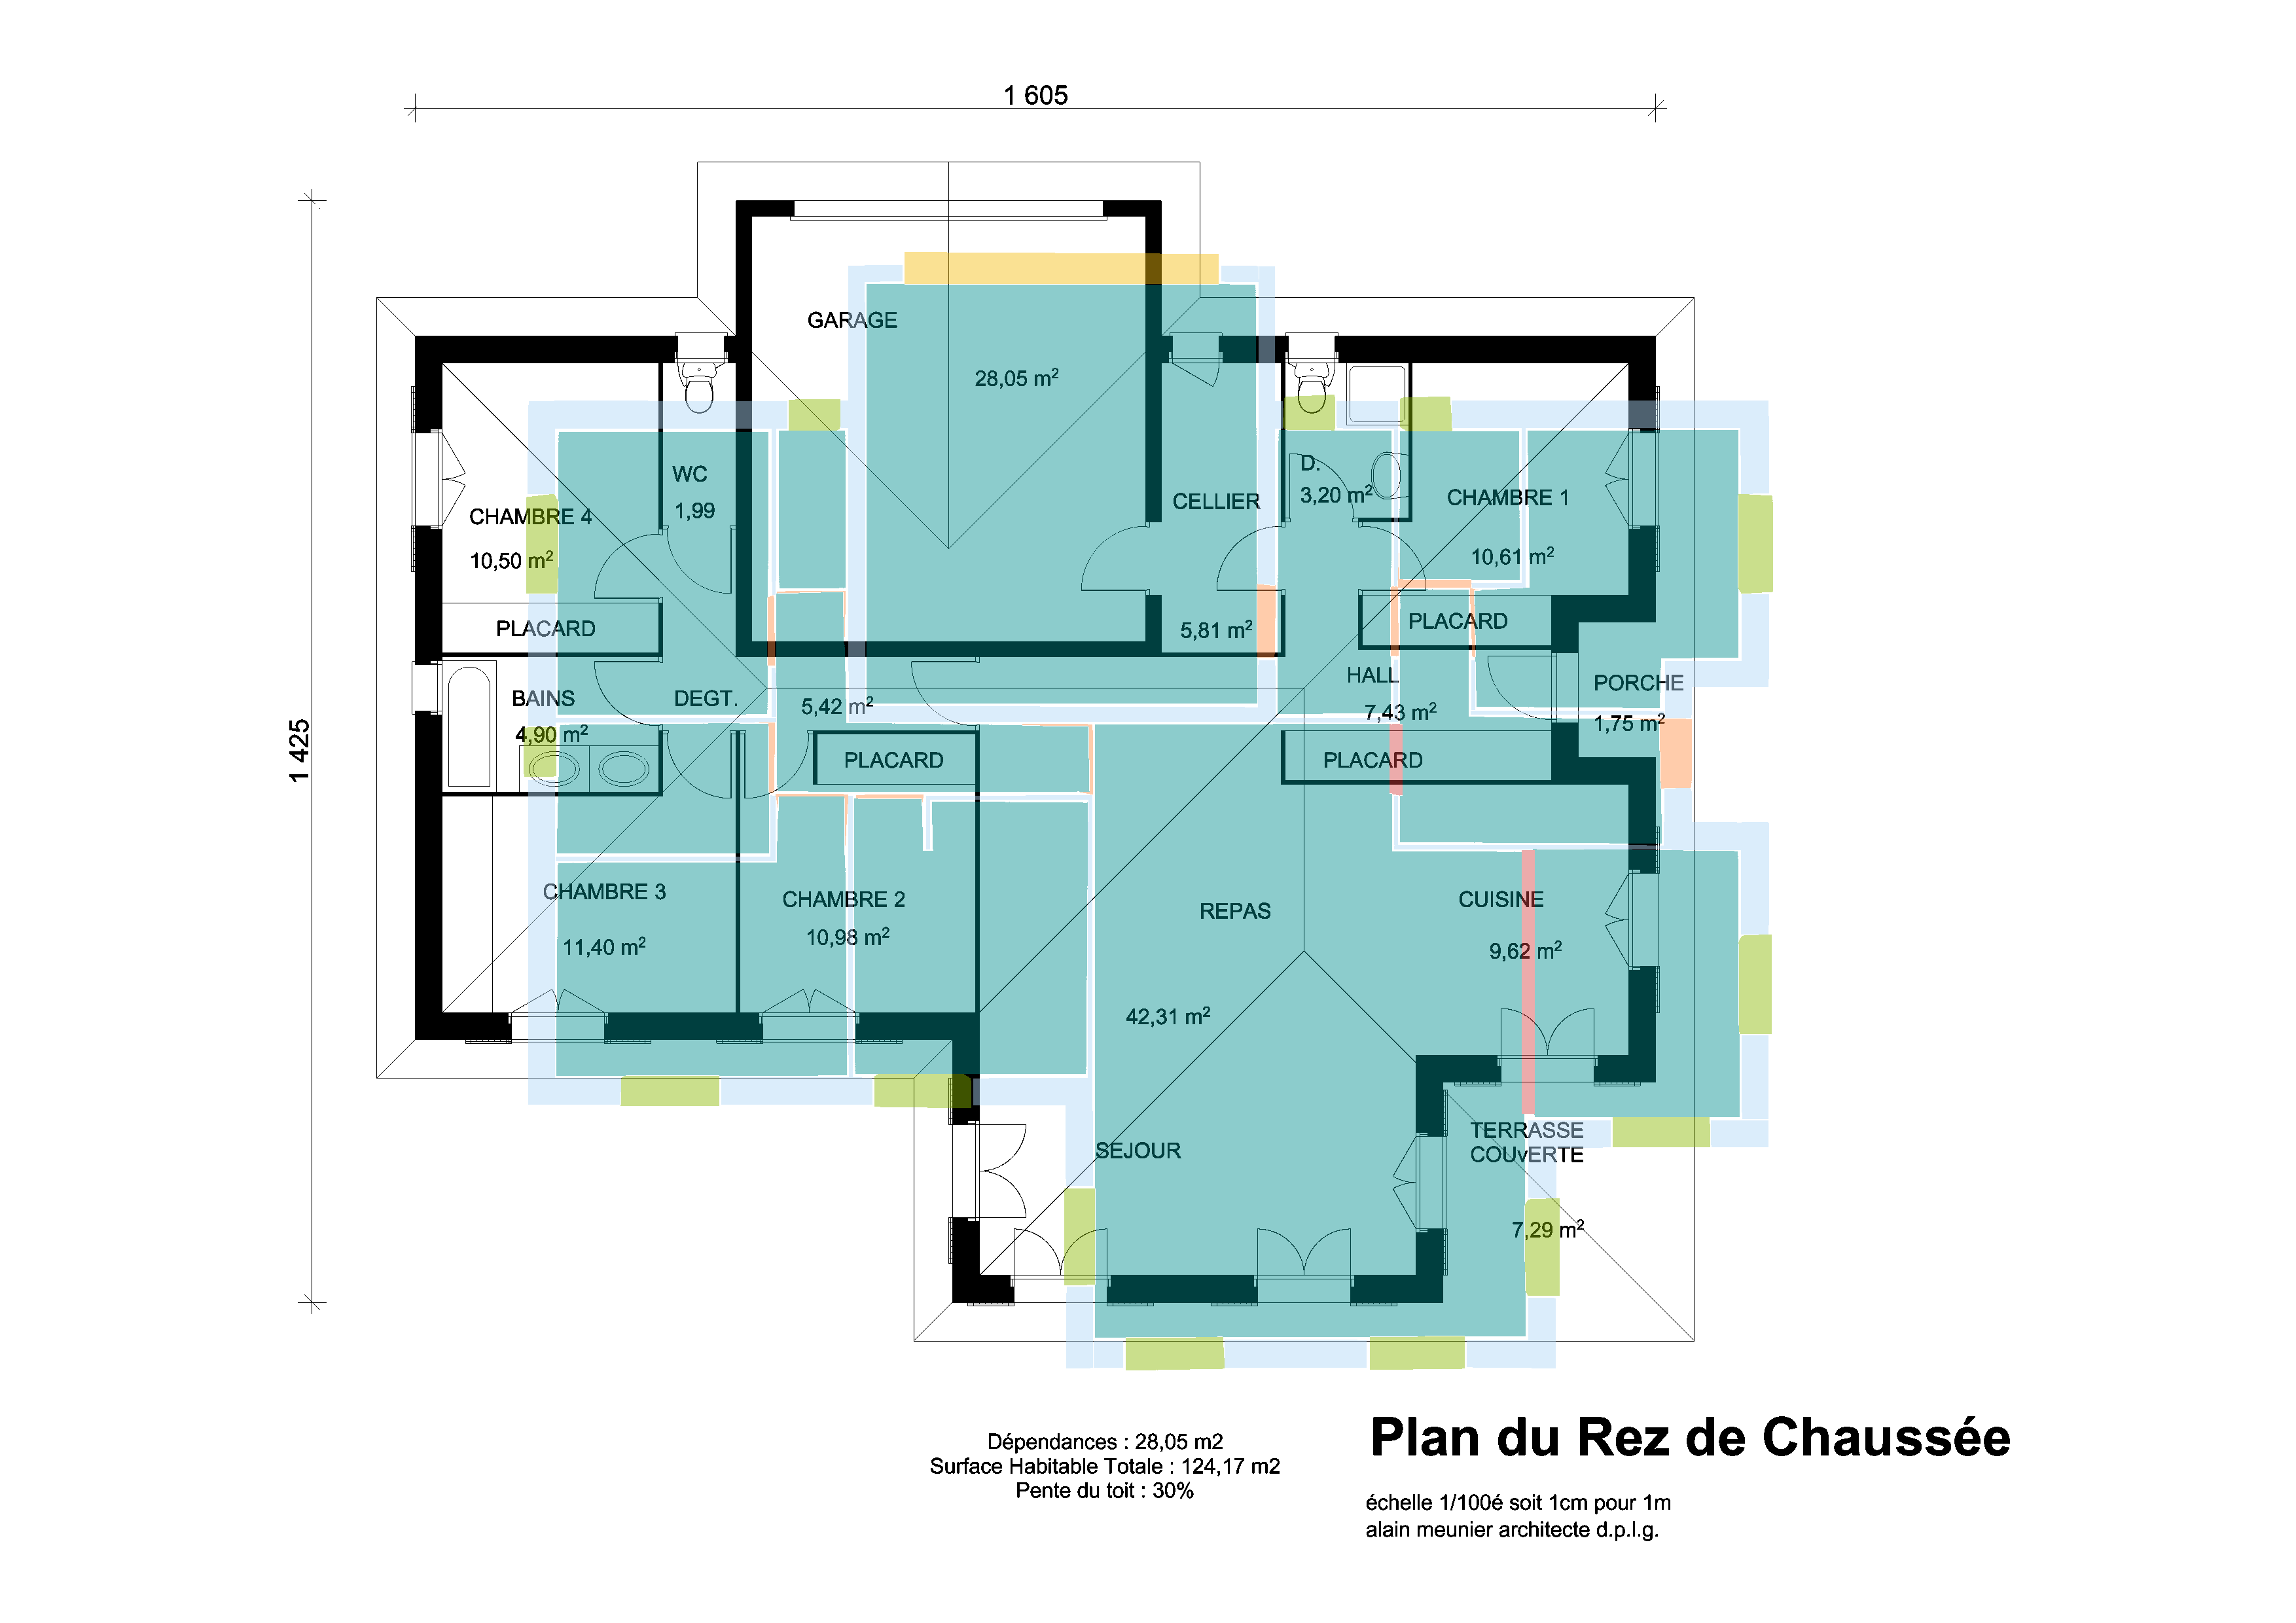 1 605
1 425
GARAGE
28,05 m²
WC
1,99
CHAMBRE 4
10,50 m²
PLACARD
CELLIER
5,81 m²
D.
3,20 m²
CHAMBRE 1
10,61 m²
PLACARD
BAINS
4,90 m²
DEGT.
5,42 m²
PLACARD
HALL
7,43 m²
PLACARD
PORCHE
1,75 m²
CHAMBRE 3
11,40 m²
CHAMBRE 2
10,98 m²
REPAS
42,31 m²
CUISINE
9,62 m²
SEJOUR
TERRASSE
COUvERTE
7,29 m²
Dépendances : 28,05 m2
Surface Habitable Totale : 124,17 m2
Pente du toit : 30%
Plan du Rez de Chaussée
échelle 1/100é soit 1cm pour 1m
alain meunier architecte d.p.l.g.